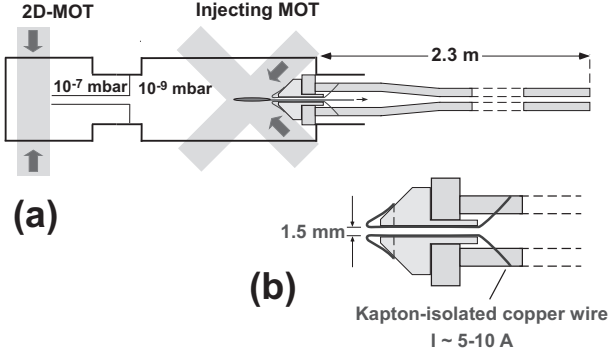 2D-MOT
Injecting MOT
2.3 m
10-7 mbar
10-9 mbar
(a)
1.5 mm
(b)
Kapton-isolated copper wire
I ~ 5-10 A